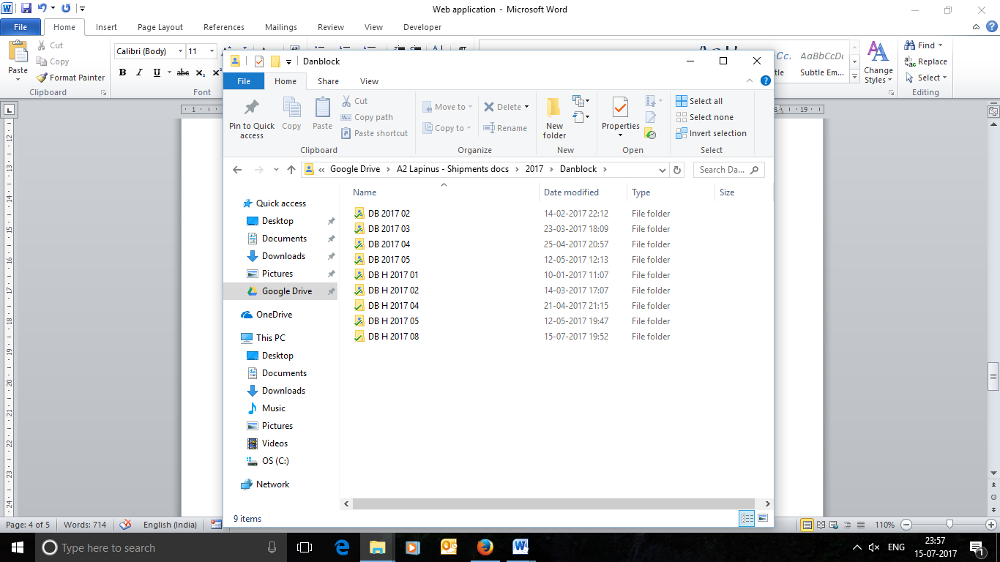 Web application - Microsoft Word
File Home Insert Page Layout References Mailings Review View Developer
Paste
Cut
Copy
Format Painter
Clipboard
Calibri (Body) 11
B I U abc x₂ x²
Font
AaBbCcDc
Subtle Em...
Change Styles
Find
Replace
Select
Editing
Danblock
File Home Share View
Pin to Quick access
Copy
Paste
Cut
Copy path
Paste shortcut
Clipboard
Move to
Copy to
Delete
Rename
Organize
New folder
New
Properties
Open
Select all
Select none
Invert selection
Select
Google Drive A2 Lapinus - Shipments docs 2017 Danblock
Search Da...
Quick access
Desktop
Documents
Downloads
Pictures
Google Drive
OneDrive
This PC
Desktop
Documents
Downloads
Music
Pictures
Videos
OS (C:)
Network
Name Date modified Type Size
DB 2017 02 14-02-2017 22:12 File folder
DB 2017 03 23-03-2017 18:09 File folder
DB 2017 04 25-04-2017 20:57 File folder
DB 2017 05 12-05-2017 12:13 File folder
DB H 2017 01 10-01-2017 11:07 File folder
DB H 2017 02 14-03-2017 17:07 File folder
DB H 2017 04 21-04-2017 21:15 File folder
DB H 2017 05 12-05-2017 19:47 File folder
DB H 2017 08 15-07-2017 19:52 File folder
9 items
Page: 4 of 5 Words: 714 English (India) 110%
Type here to search
ENG
23:57
15-07-2017